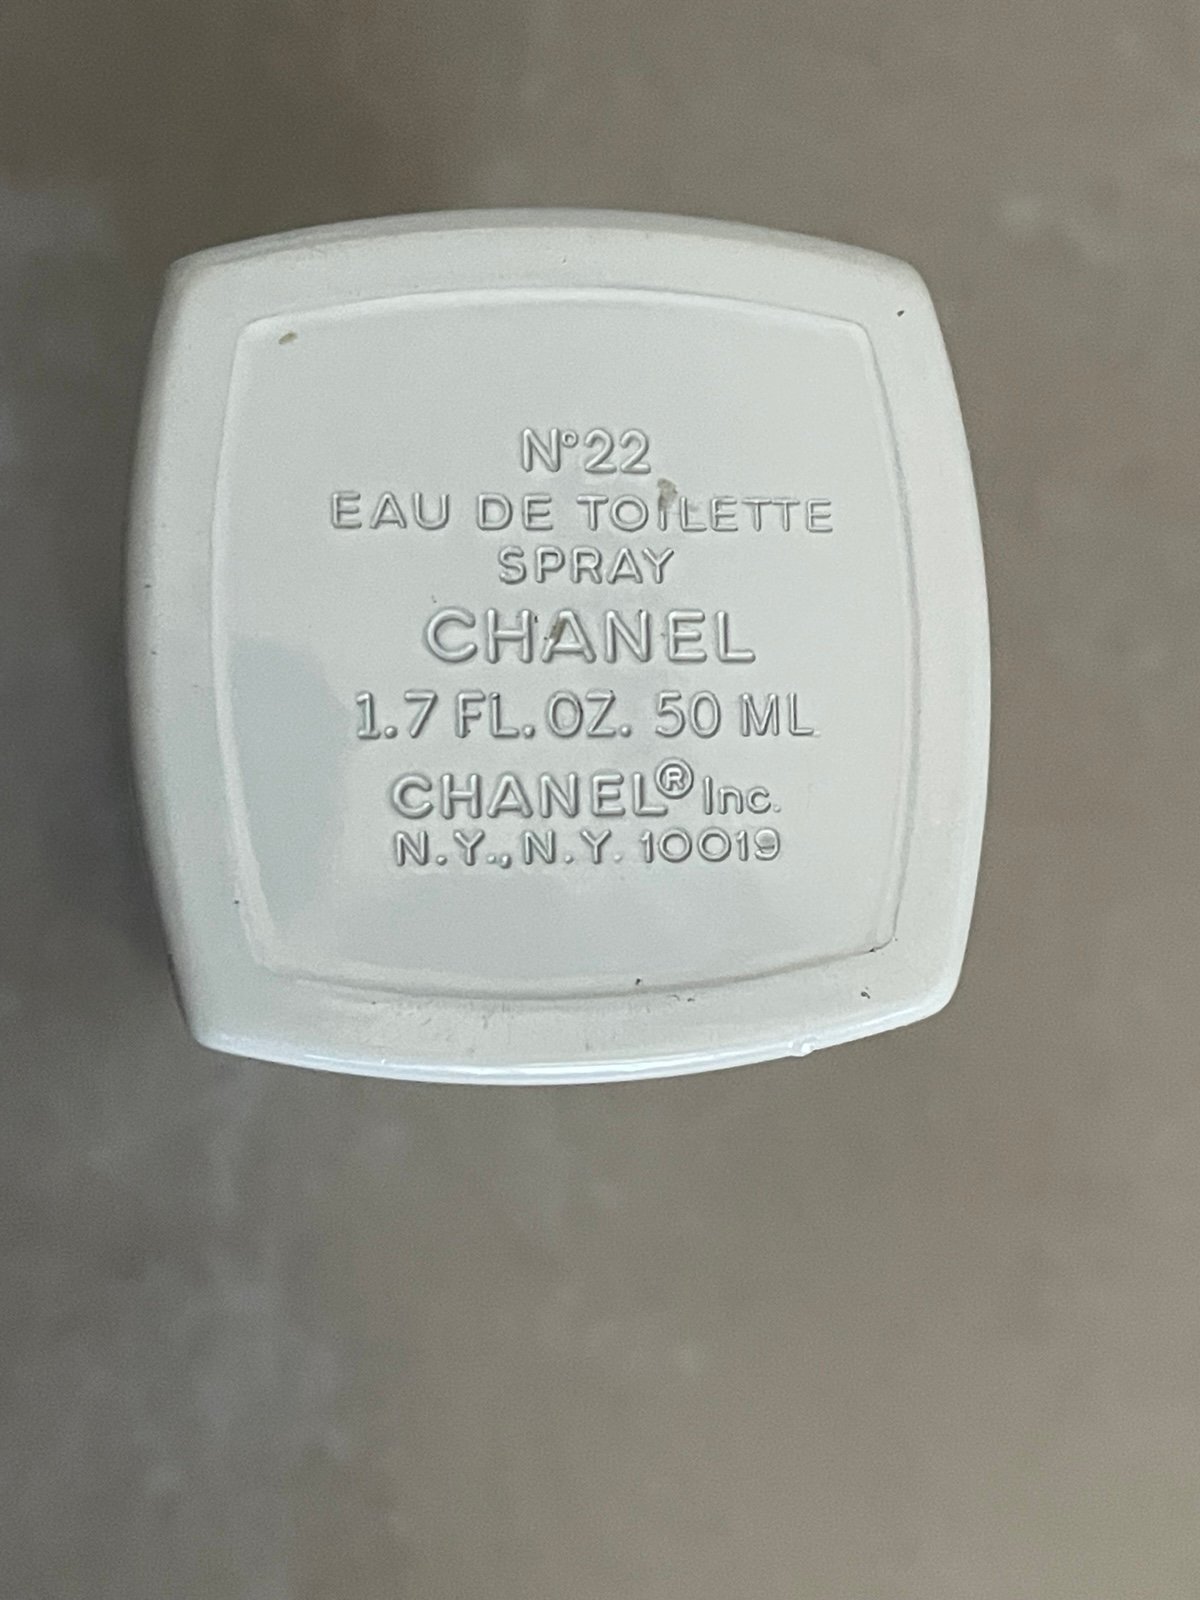 N°22
EAU DE TOILETTE
SPRAY
CHANEL
1.7 FL. OZ. 50 ML
CHANEL® Inc.
N.Y., N.Y. 10019